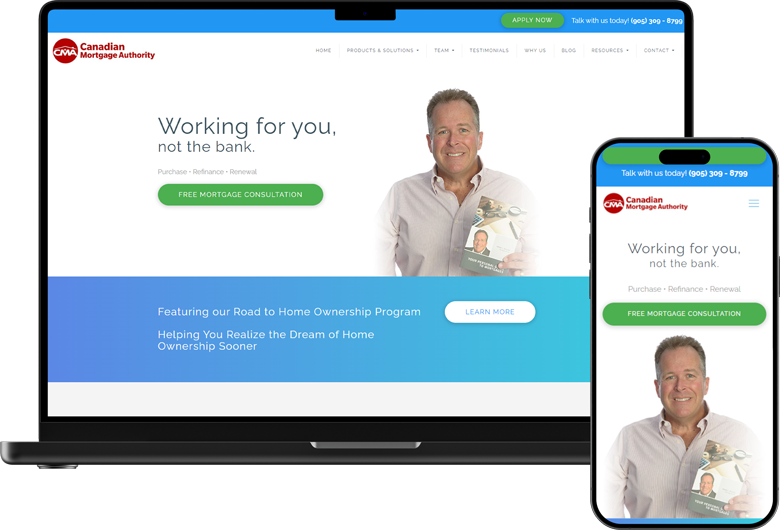 APPLY NOW
Talk with us today! (905) 309 - 8799
CMA
Canadian
Mortgage Authority
HOME
PRODUCTS & SOLUTIONS
TEAM
TESTIMONIALS
WHY US
BLOG
RESOURCES
CONTACT
Working for you,
not the bank.
Purchase • Refinance • Renewal
FREE MORTGAGE CONSULTATION
Featuring our Road to Home Ownership Program
LEARN MORE
Helping You Realize the Dream of Home
Ownership Sooner
Talk with us today! (905) 309 - 8799
CMA
Canadian
Mortgage Authority
Working for you,
not the bank.
Purchase • Refinance • Renewal
FREE MORTGAGE CONSULTATION